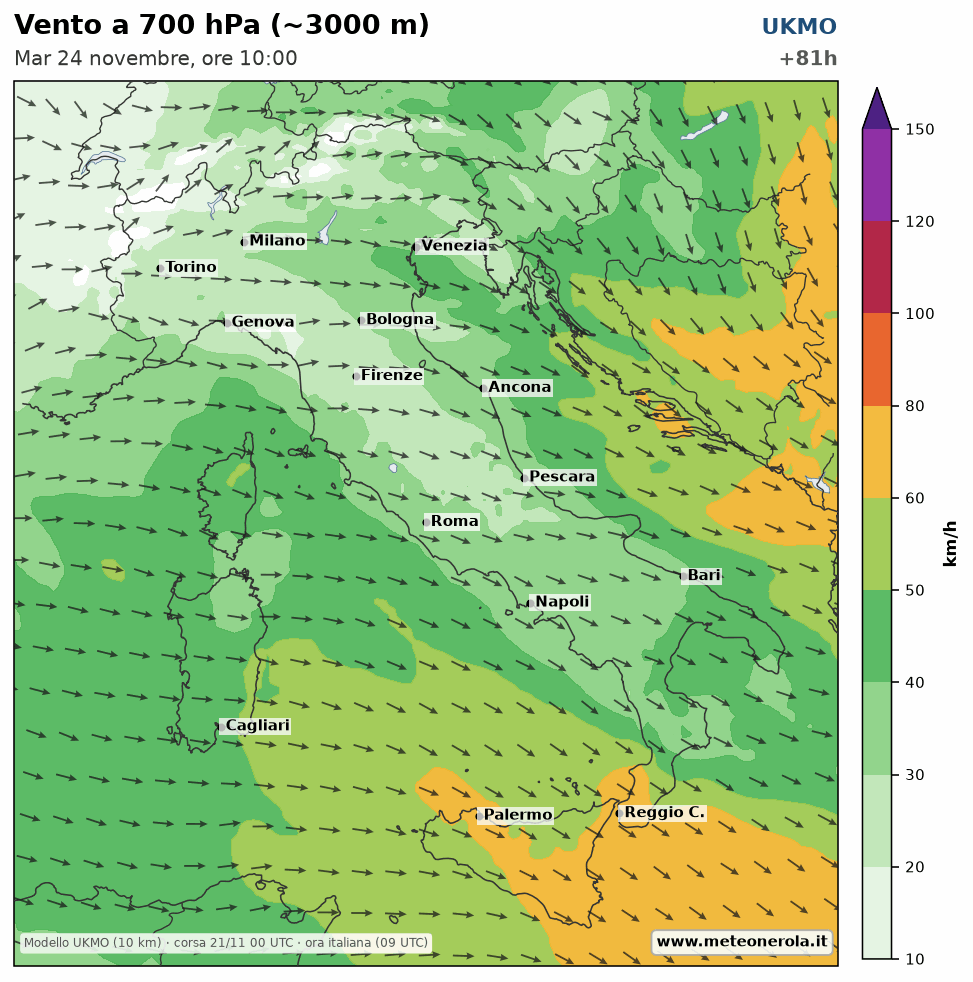 Vento a 700 hPa (~3000 m)
UKMO
Mar 24 novembre, ore 10:00
+81h
150
120
100
80
60
50
40
30
20
10
km/h
Milano
Venezia
Torino
Genova
Bologna
Firenze
Ancona
Pescara
Roma
Bari
Napoli
Cagliari
Palermo
Reggio C.
Modello UKMO (10 km) · corsa 21/11 00 UTC · ora italiana (09 UTC)
www.meteonerola.it